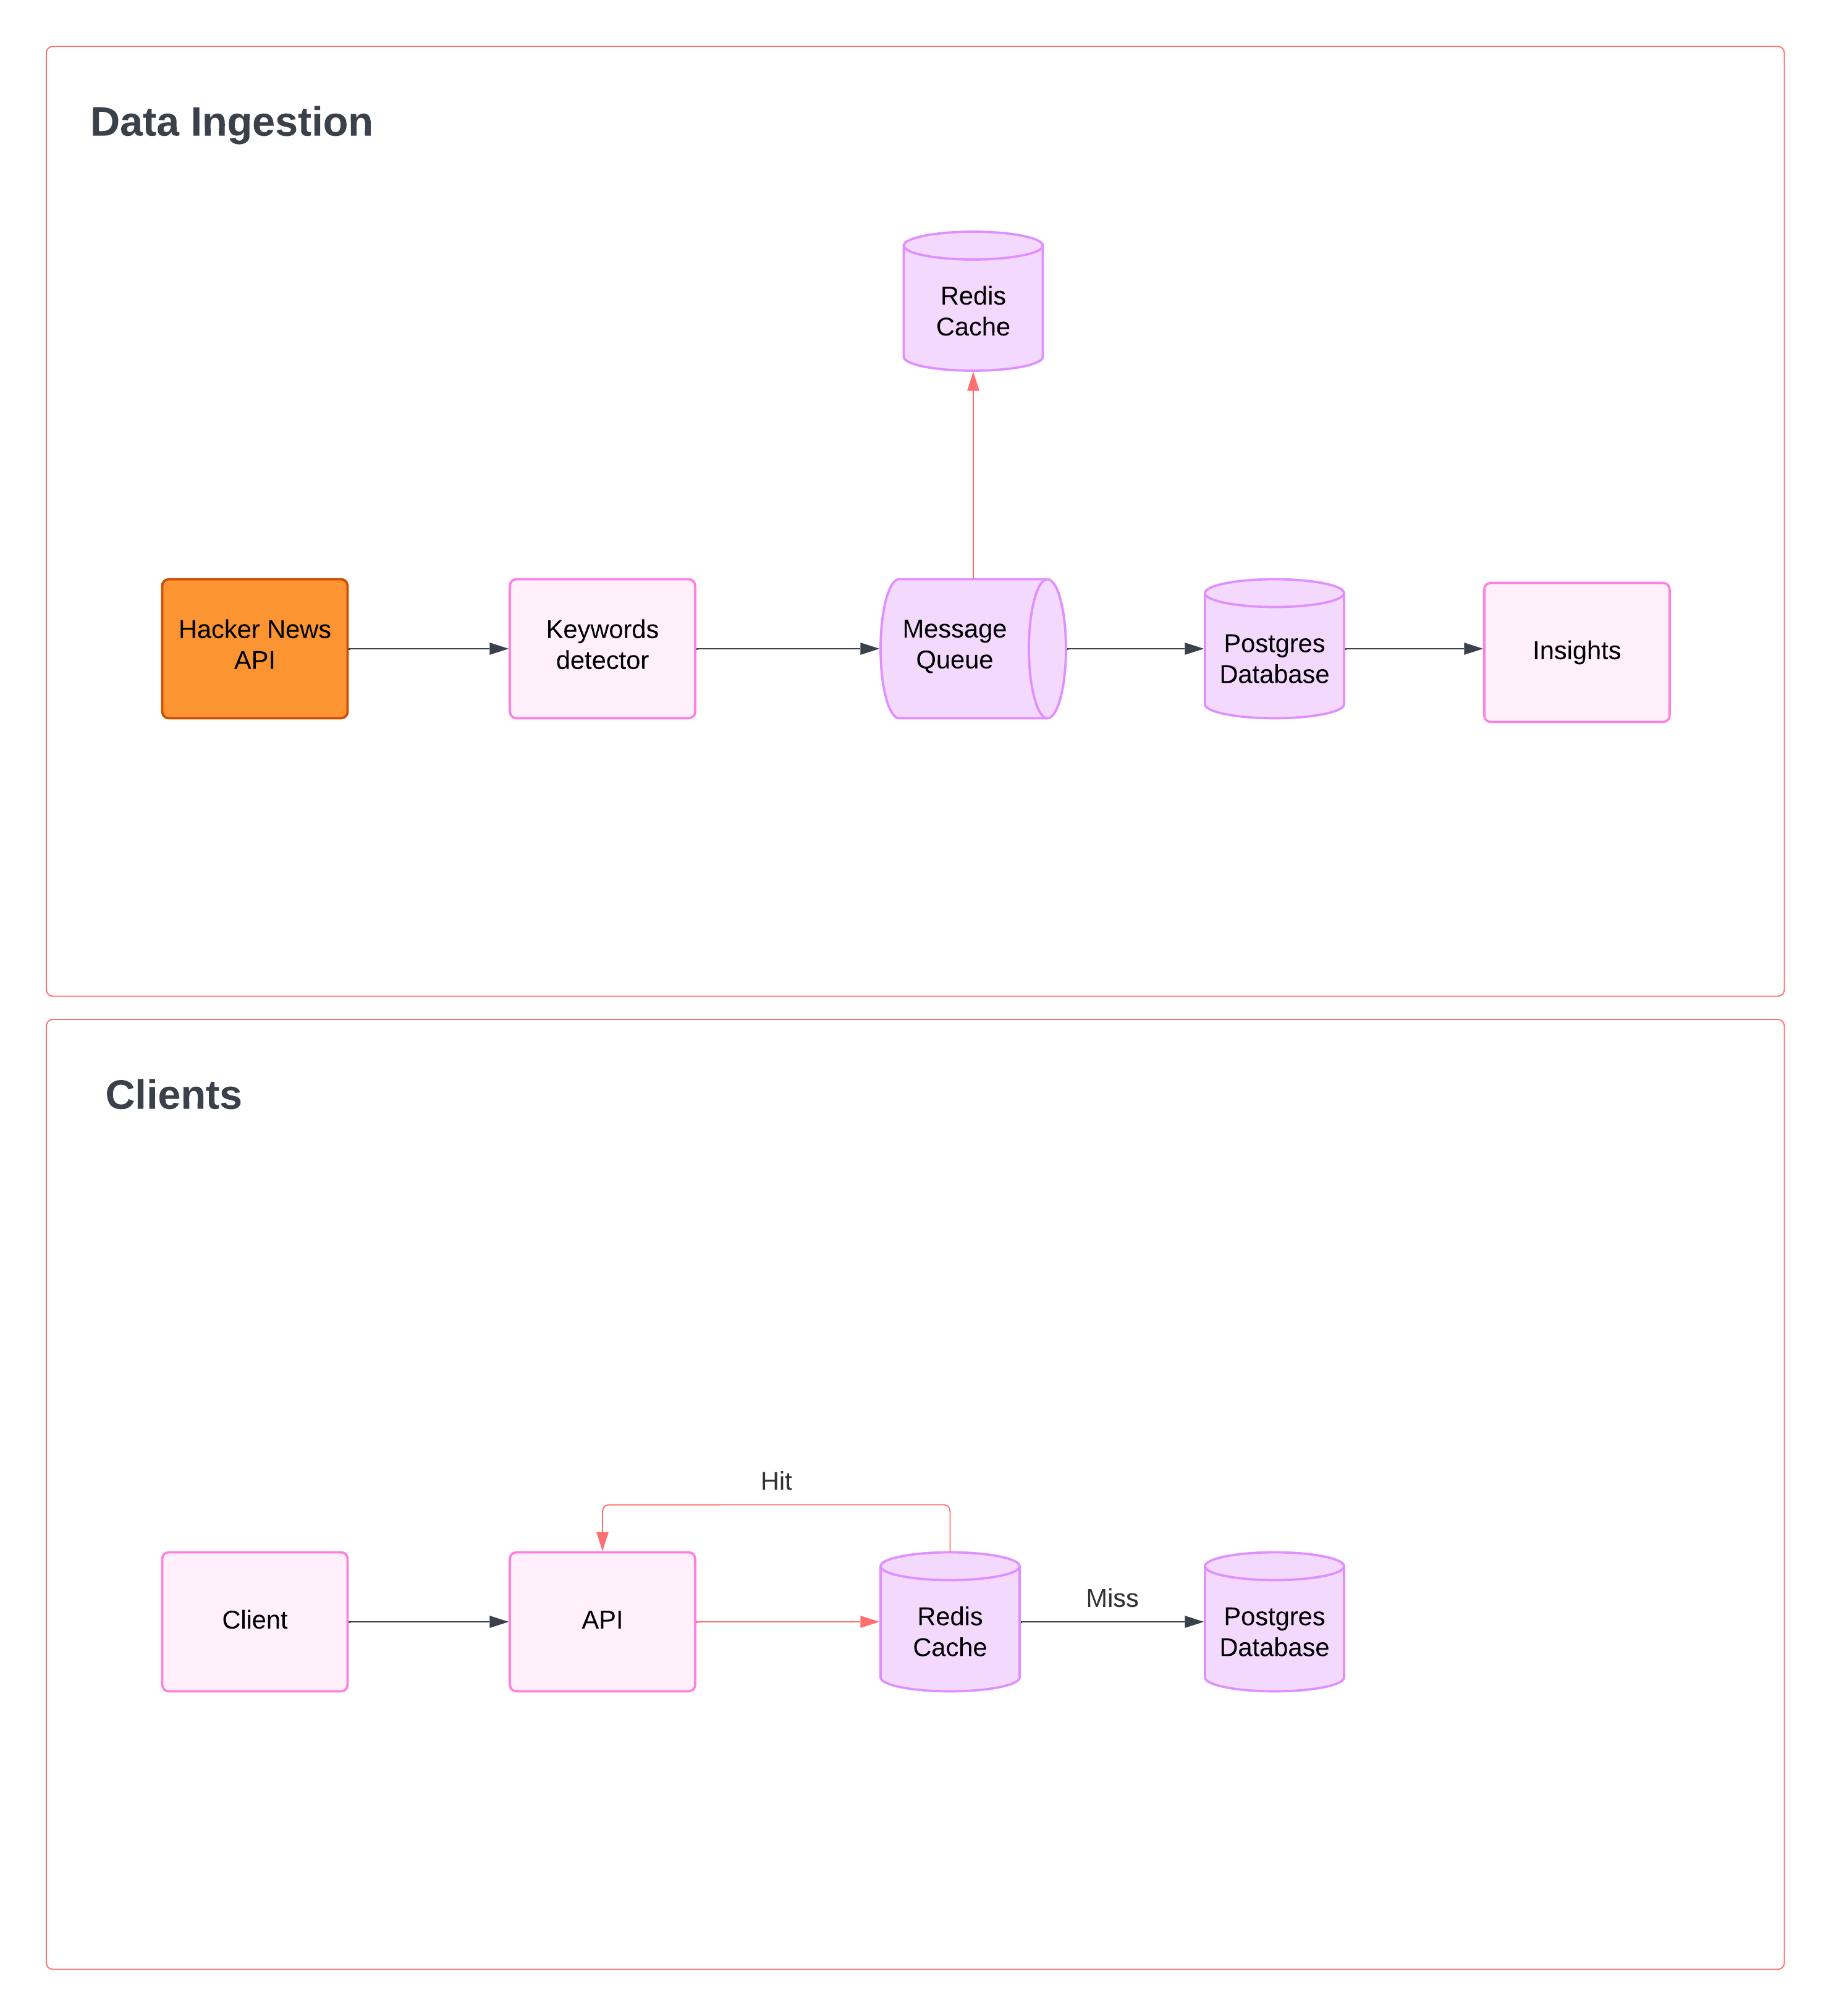 Data Ingestion
Redis
Cache
Hacker News
API
Keywords
detector
Message
Queue
Postgres
Database
Insights
Clients
Hit
Miss
Client
API
Redis
Cache
Postgres
Database